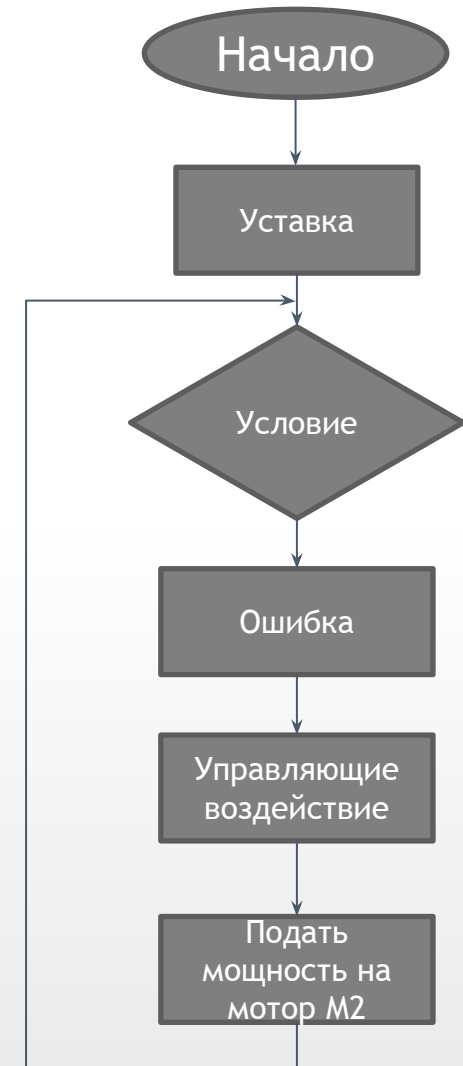 Начало
Уставка
Условие
Ошибка
Управляющие
воздействие
Подать
мощность на
мотор М2